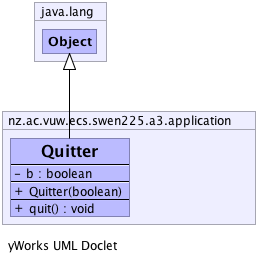 java.lang
Object
nz.ac.vuw.ecs.swen225.a3.application
Quitter
- b : boolean
+ Quitter(boolean)
+ quit() : void
yWorks UML Doclet